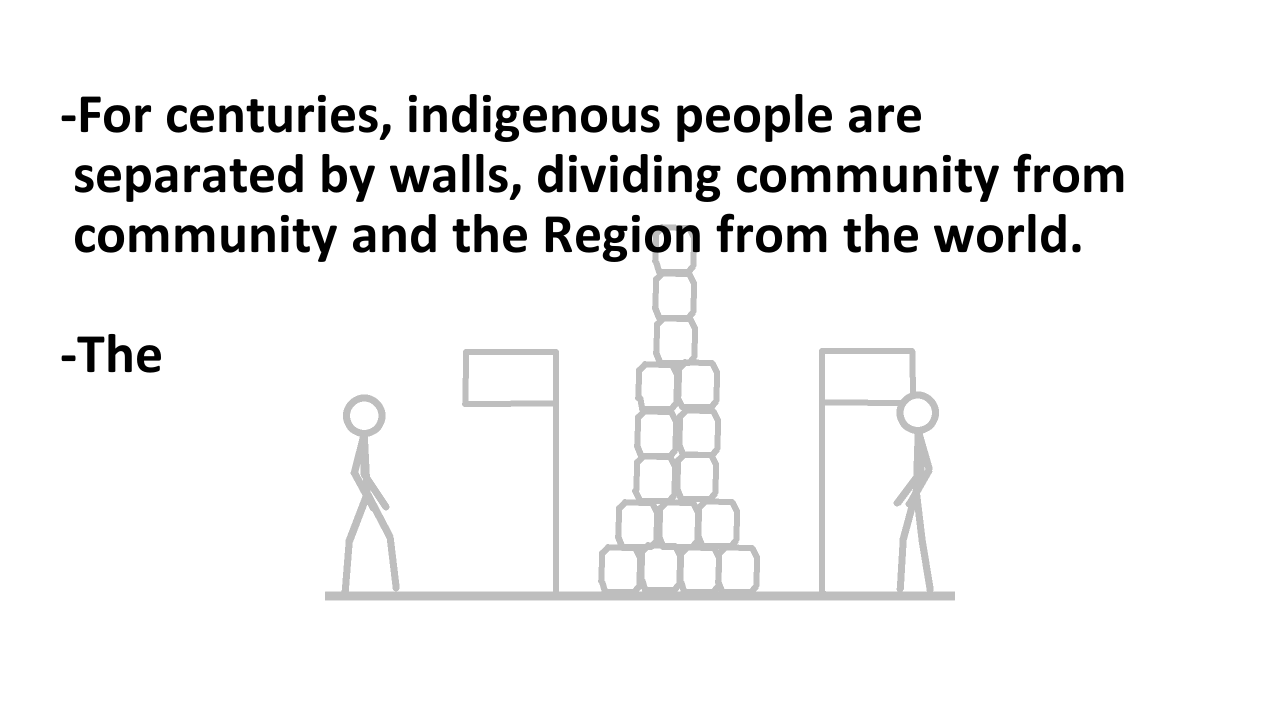 -For centuries, indigenous people are
separated by walls, dividing community from
community and the Region from the world.
-The